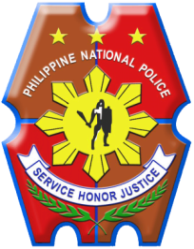 PHILIPPINE NATIONAL POLICE
SERVICE HONOR JUSTICE